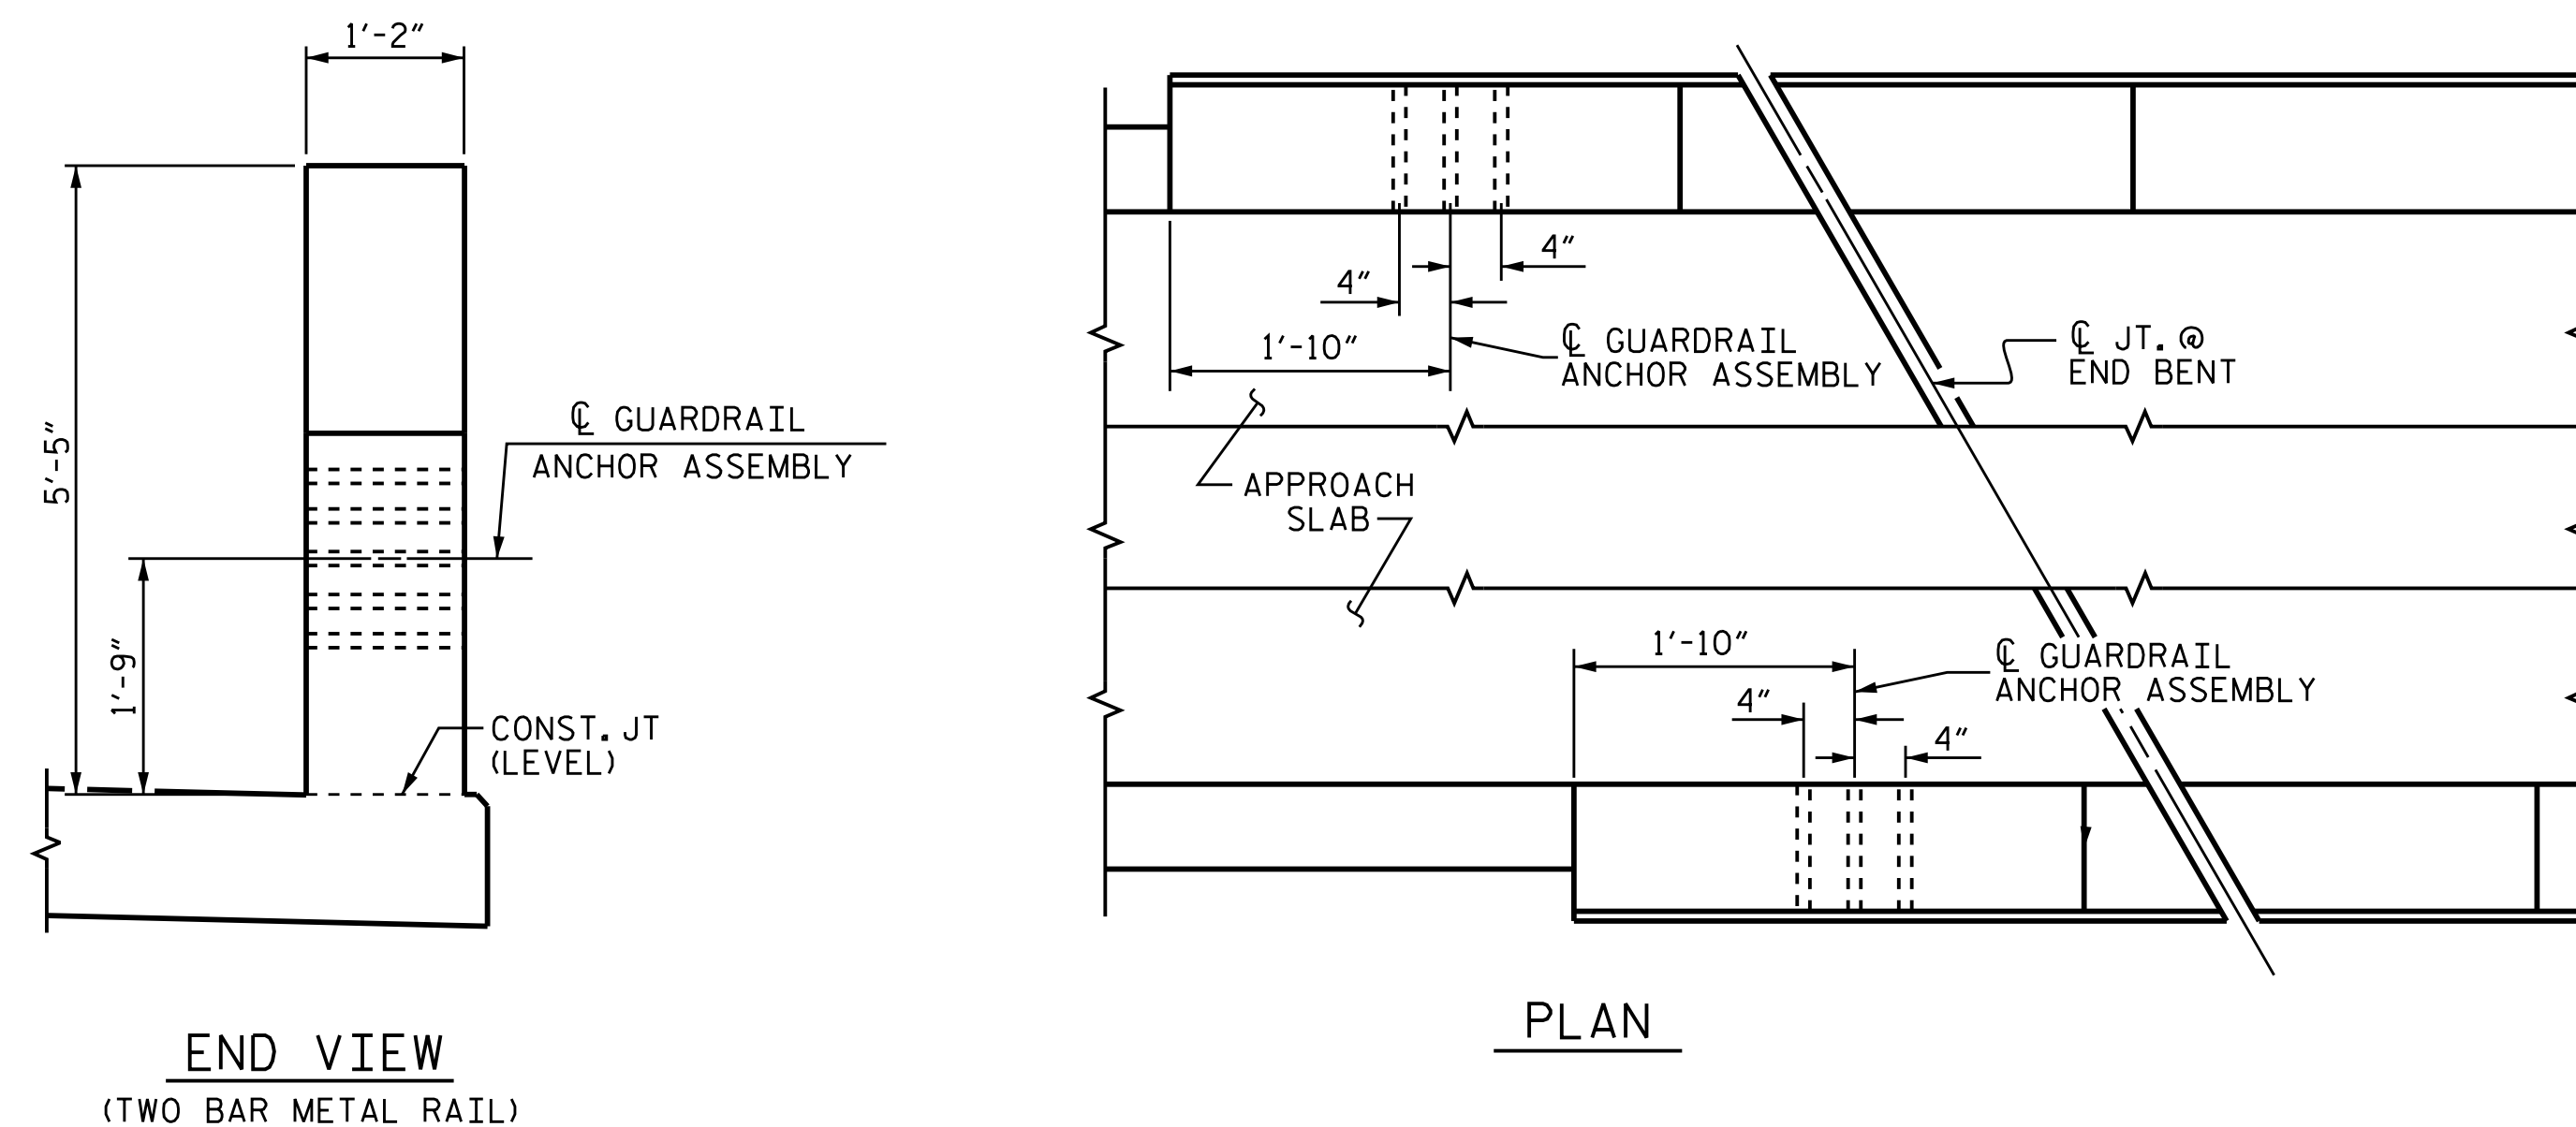 1'-2"
5'-5"
℄ GUARDRAIL
ANCHOR ASSEMBLY
1'-9"
CONST. JT
(LEVEL)
END VIEW
(TWO BAR METAL RAIL)
4"
4"
1'-10"
℄ GUARDRAIL
ANCHOR ASSEMBLY
℄ JT. @
END BENT
APPROACH
SLAB
1'-10"
4"
4"
℄ GUARDRAIL
ANCHOR ASSEMBLY
PLAN